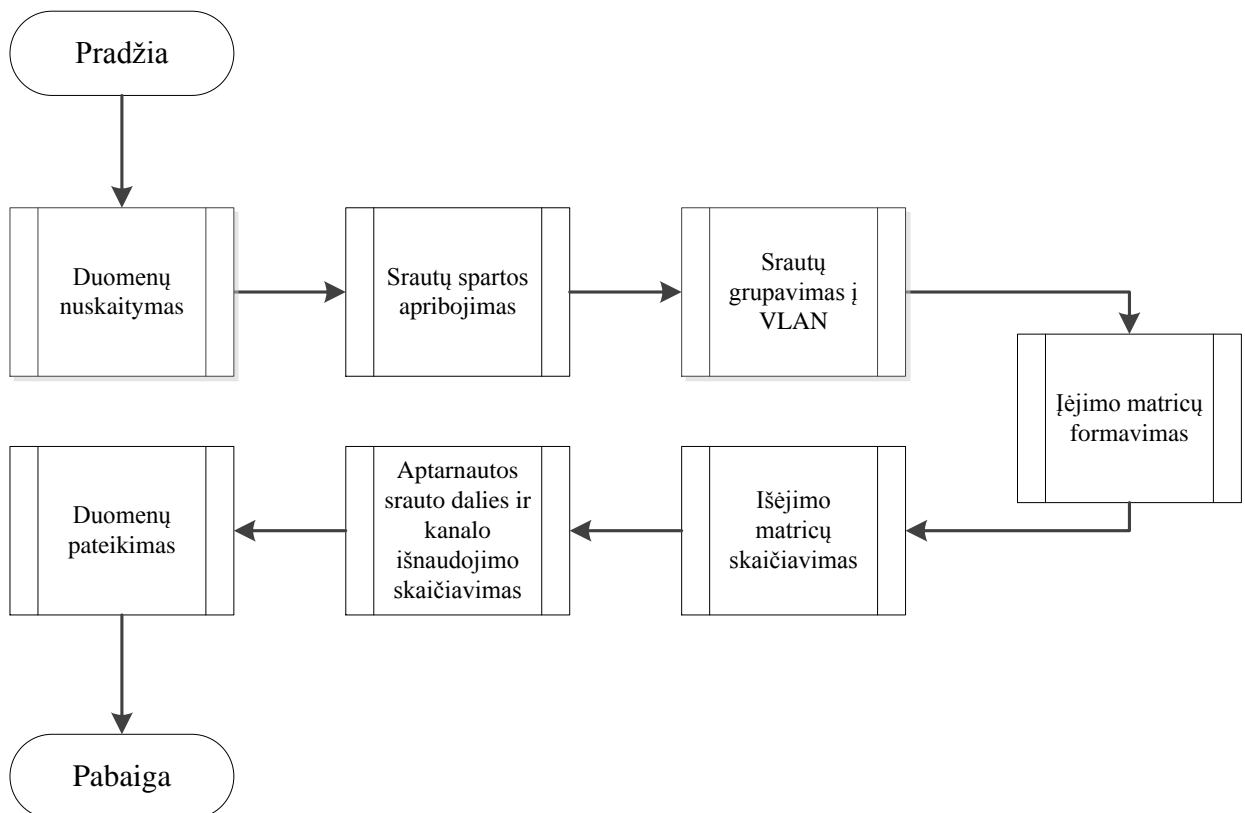 Pradžia
Duomenų
nuskaitymas
Srautų spartos
apribojimas
Srautų
grupavimas į
VLAN
Įėjimo matricų
formavimas
Išėjimo
matricų
skaičiavimas
Aptarnautos
srauto dalies ir
kanalo
išnaudojimo
skaičiavimas
Duomenų
pateikimas
Pabaiga